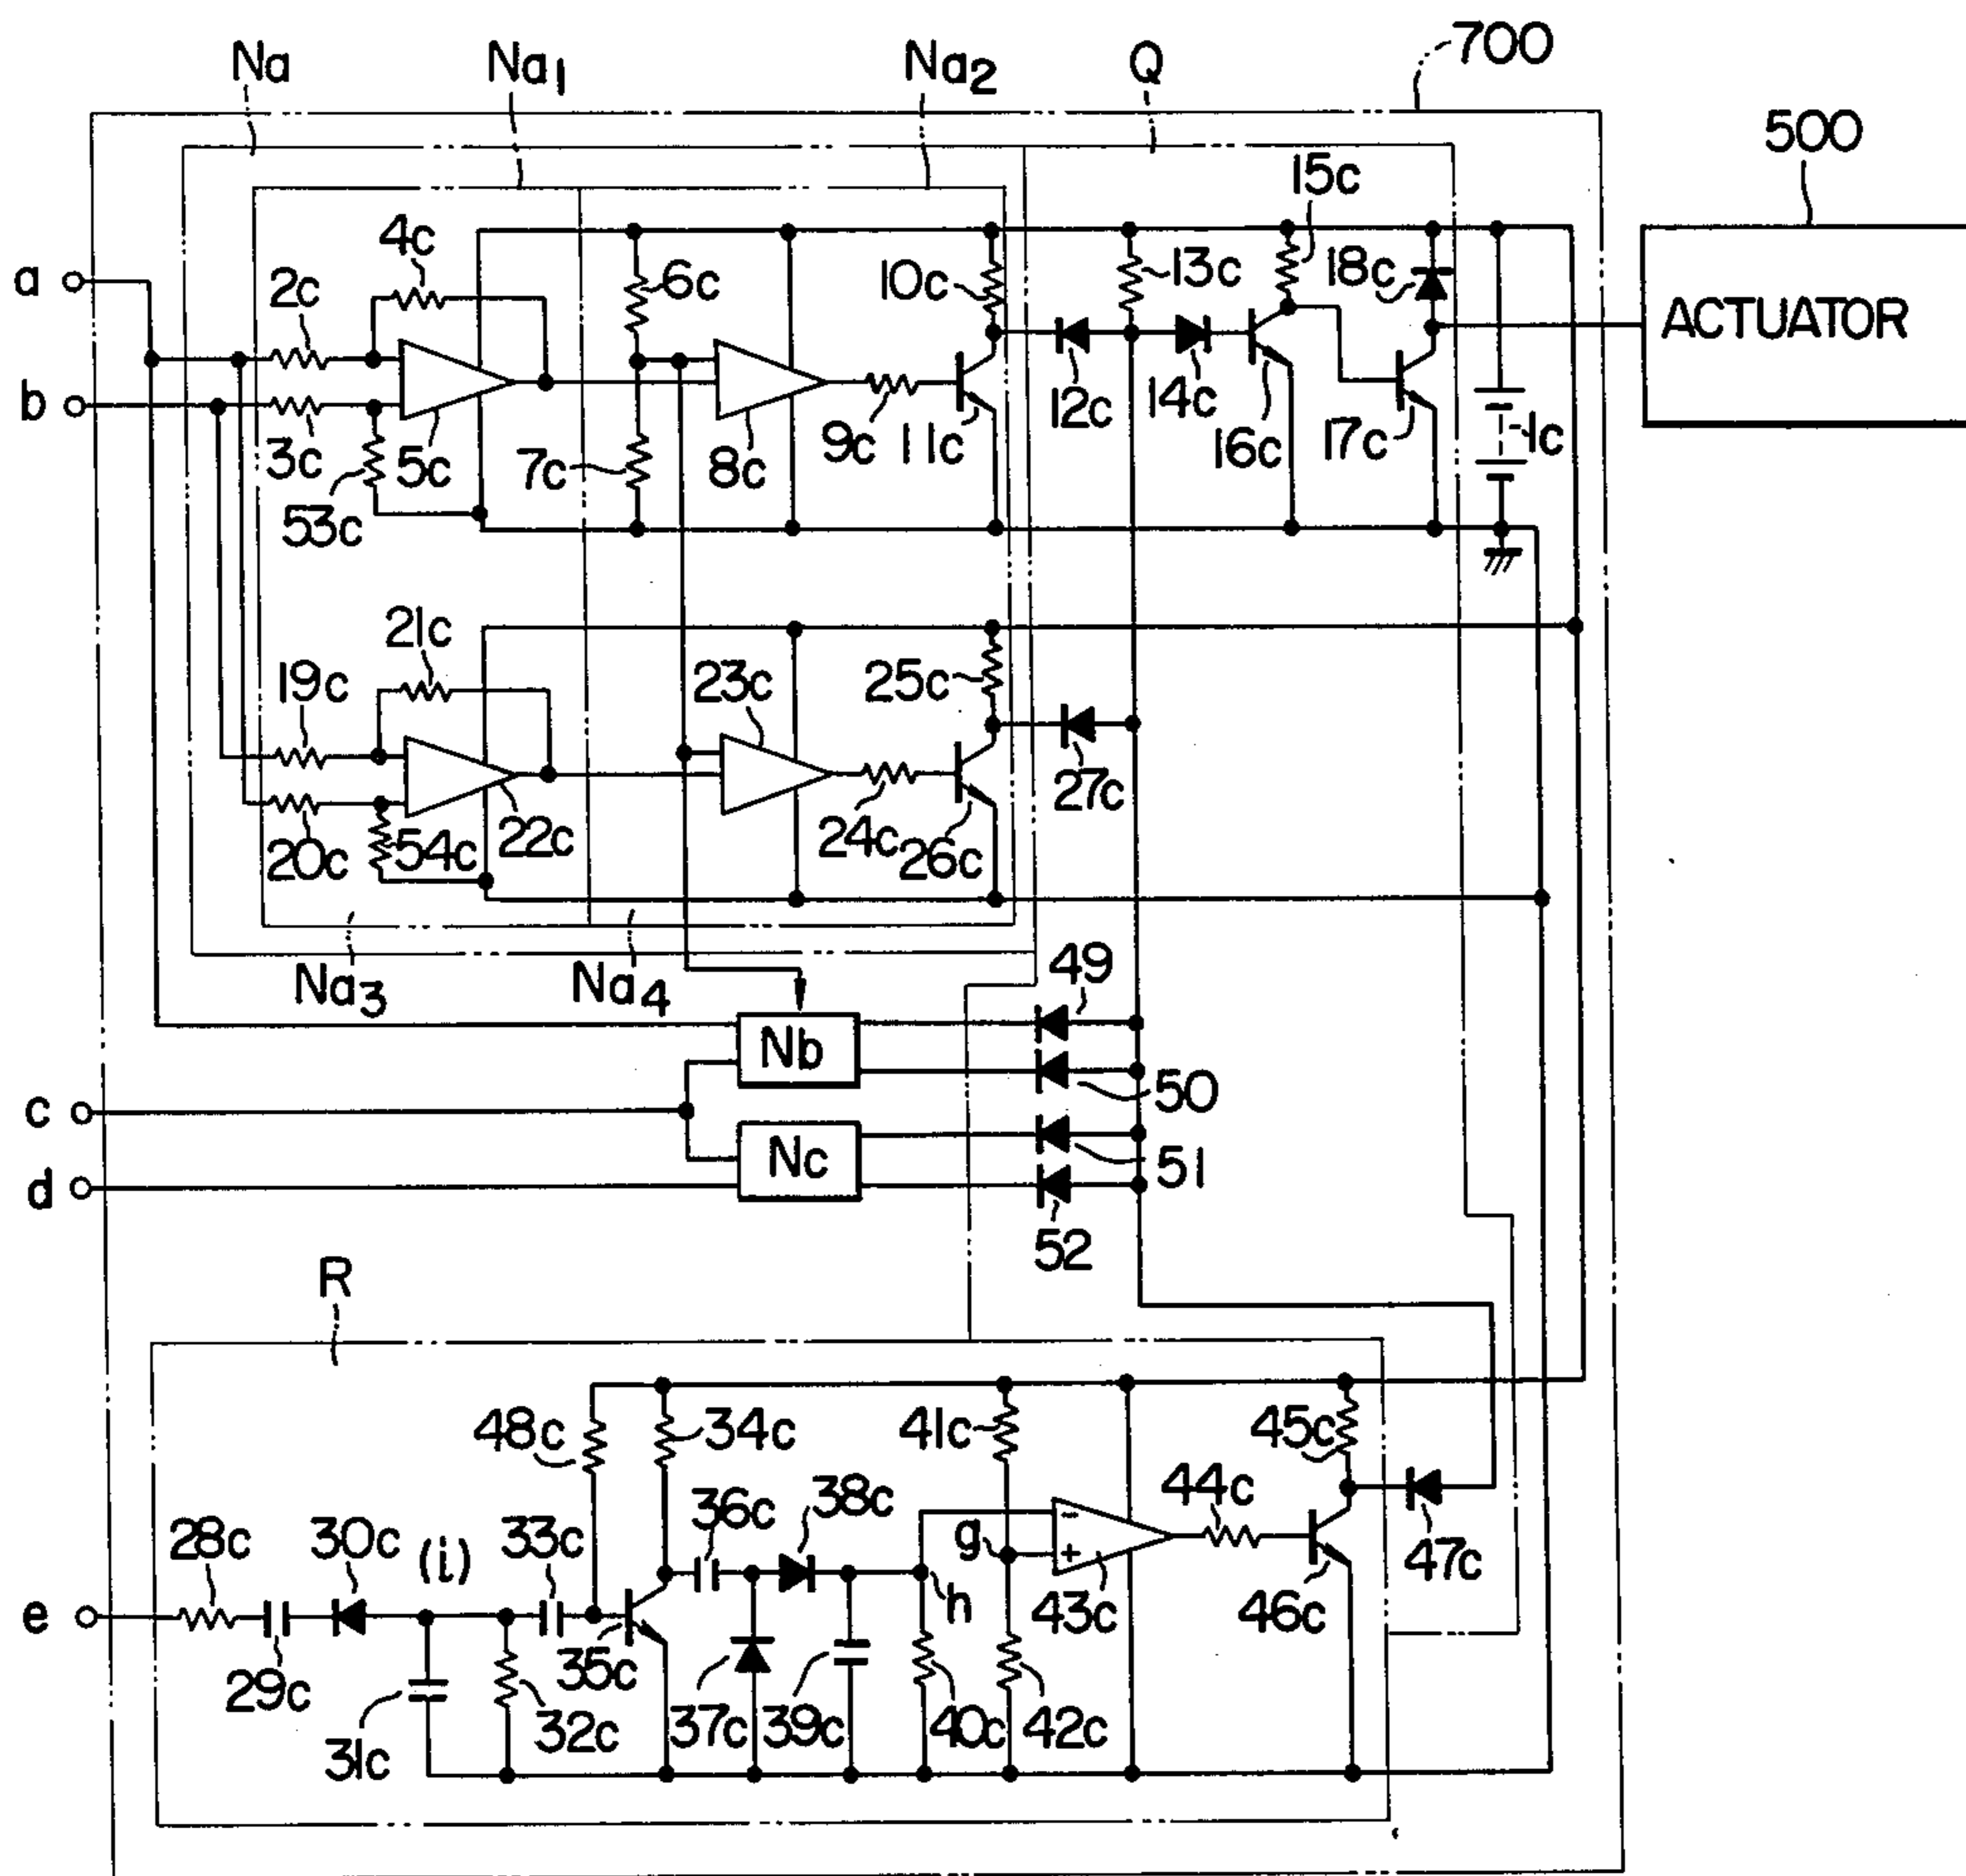 Na
Na1
Na2
Q
700
500
15c
4c
a
2c
6c
10c
13c
18c
ACTUATOR
b
3c
53c
5c
7c
8c
9c
11c
12c
14c
16c
17c
1c
21c
19c
23c
25c
20c
54c
22c
24c
26c
27c
Na3
Na4
49
Nb
50
c
Nc
51
d
52
R
48c
34c
41c
45c
28c
30c
(i)
33c
36c
38c
g
-
+
44c
47c
e
29c
35c
h
43c
46c
31c
32c
37c
39c
40c
42c